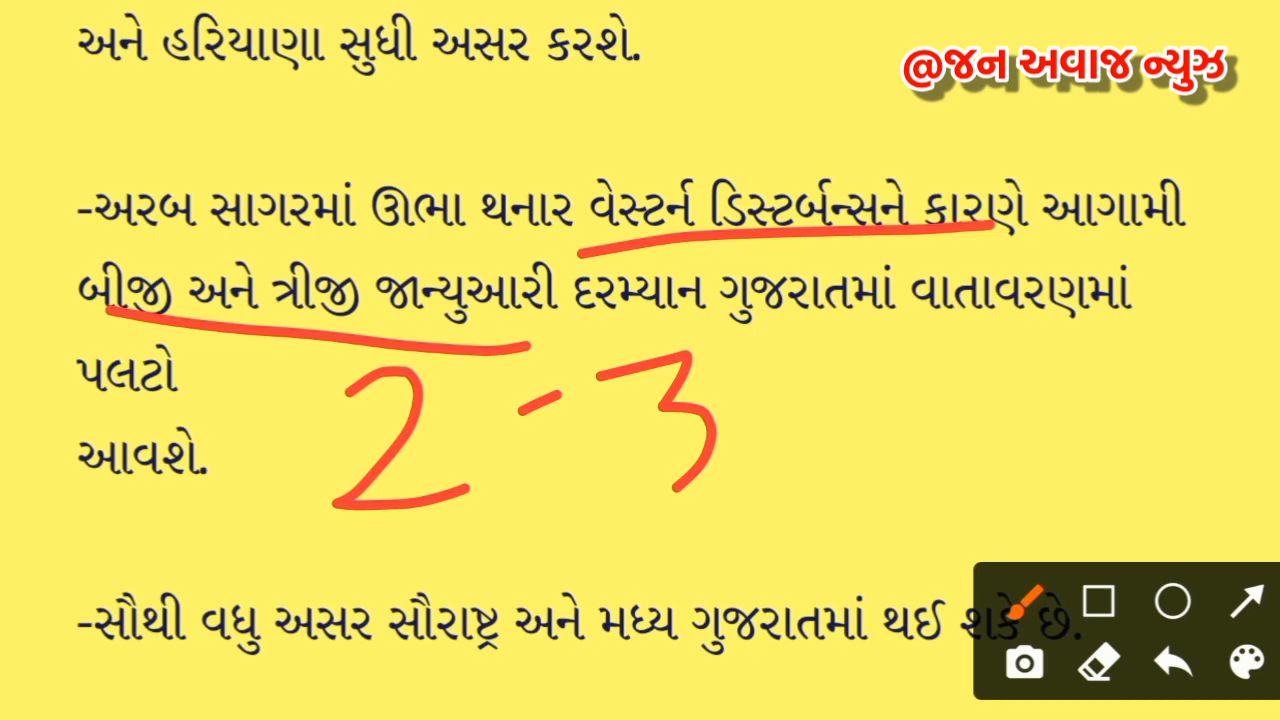 અને હરિયાણા સુધી અસર કરશે.
@જન અવાજ ન્યુઝ
-અરબ સાગરમાં ઊભા થનાર વેસ્ટર્ન ડિસ્ટર્બન્સને કારણે આગામી
બીજી અને ત્રીજી જાન્યુઆરી દરમ્યાન ગુજરાતમાં વાતાવરણમાં
પલટો
2 - 3
આવશે.
-સૌથી વધુ અસર સૌરાષ્ટ્ર અને મધ્ય ગુજરાતમાં થઈ શકે છે.